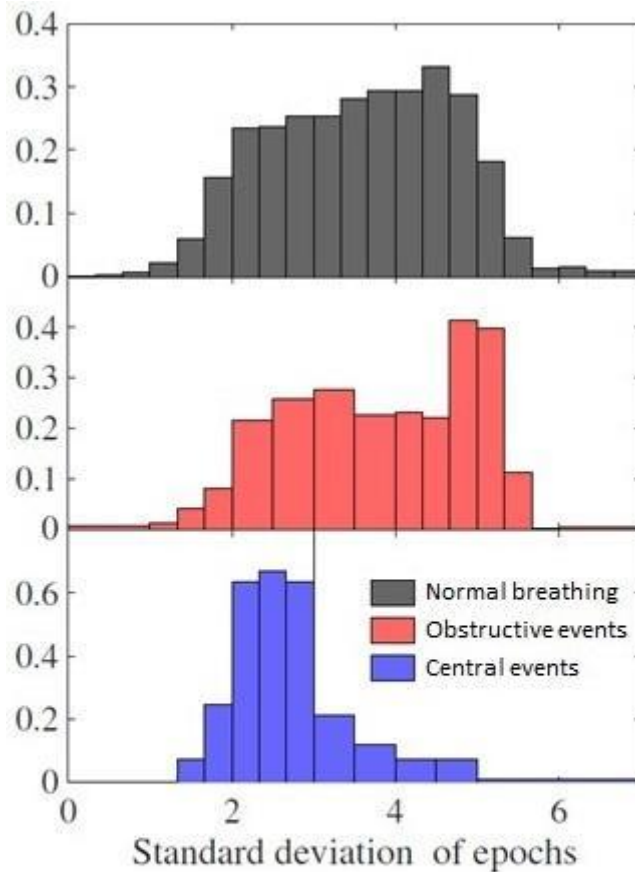 0.4
0.3
0.2
0.1
0
0.4
0.3
0.2
0.1
0
0.6
0.4
0.2
0
Normal breathing
Obstructive events
Central events
0 2 4 6
Standard deviation of epochs